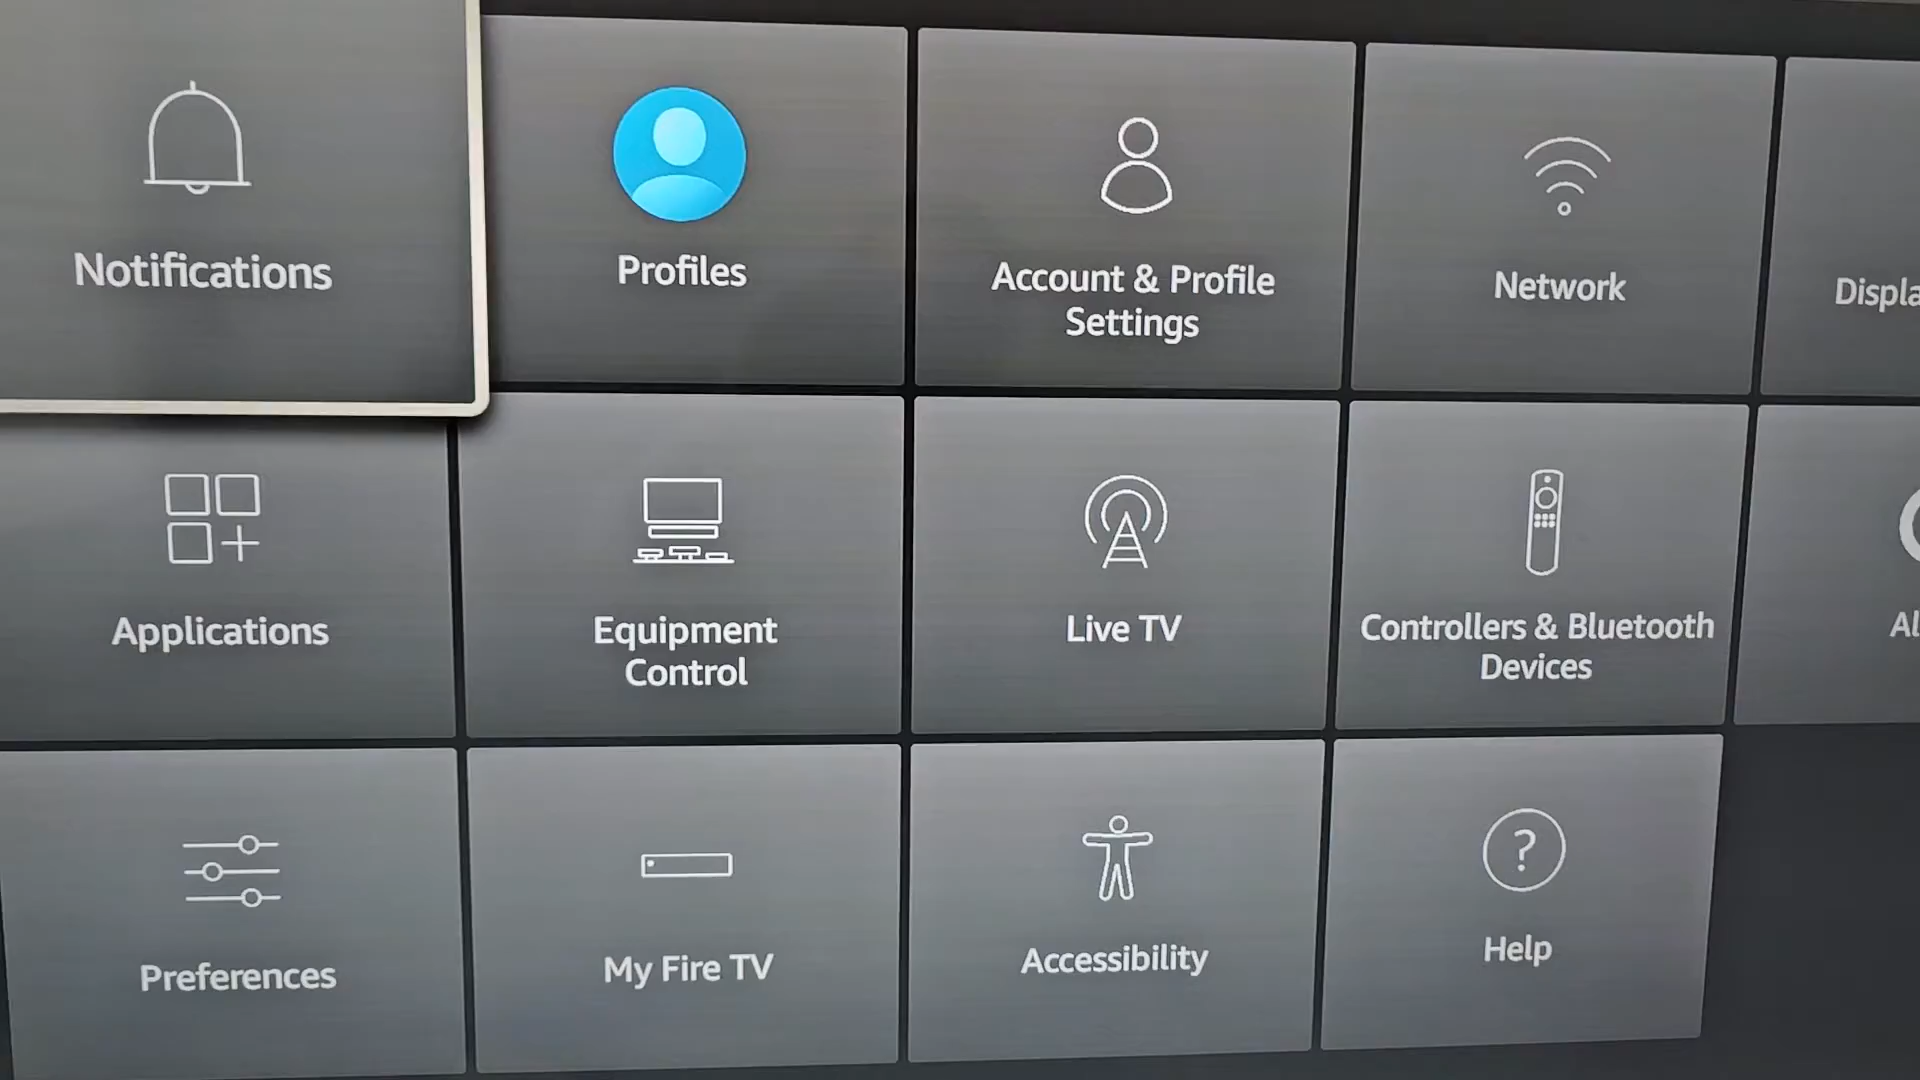 Notifications
Profiles
Account & Profile
Settings
Network
Applications
Equipment
Control
Live TV
Controllers & Bluetooth
Devices
Preferences
My Fire TV
Accessibility
?
Help